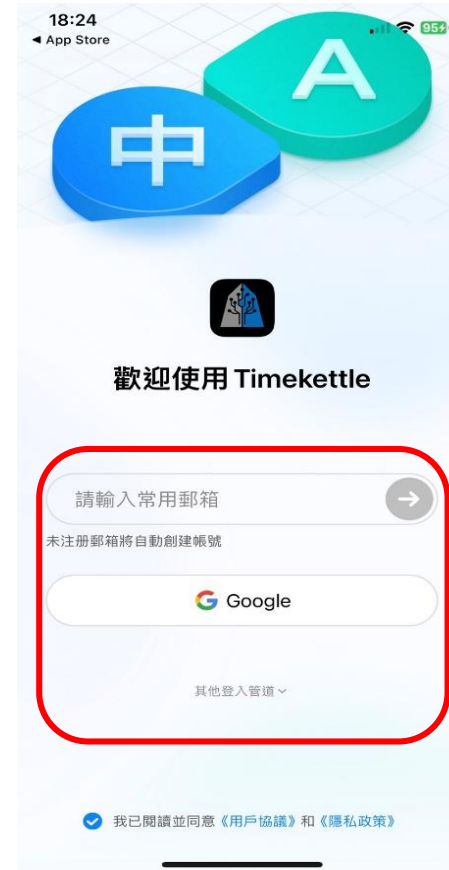 18:24
◀ App Store
95
A
中
歡迎使用 Timekettle
請輸入常用郵箱
未注册郵箱將自動創建帳號
Google
其他登入管道
我已閱讀並同意《用戶協議》和《隱私政策》